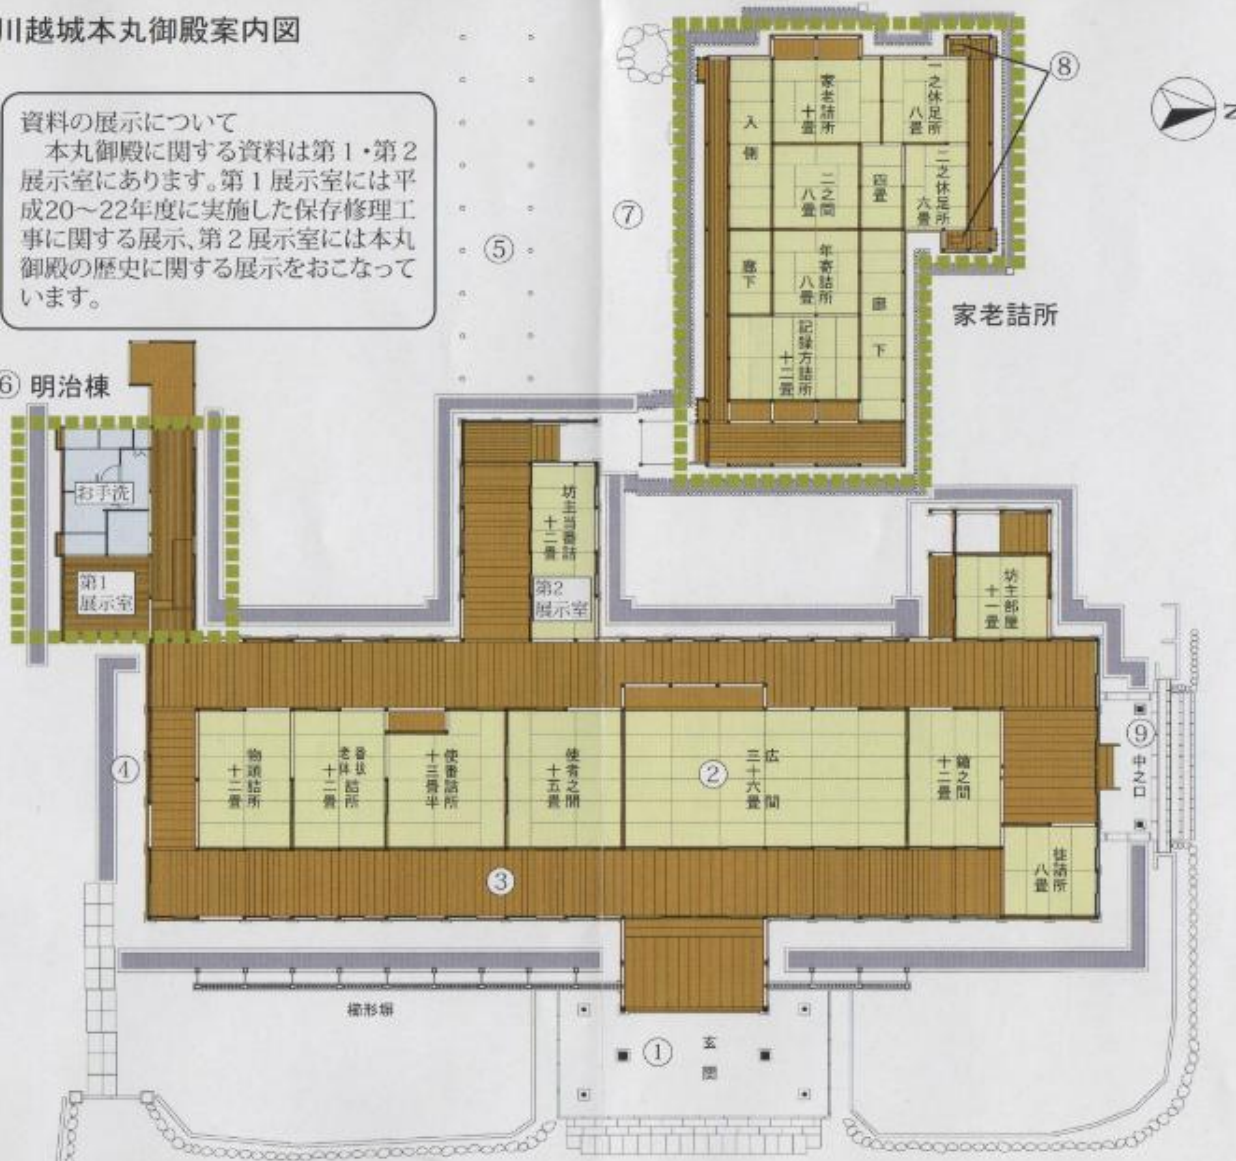 川越城本丸御殿案内図
資料の展示について
本丸御殿に関する資料は第1・第2
展示室にあります。第1展示室には平
成20～22年度に実施した保存修理工
事に関する展示、第2展示室には本丸
御殿の歴史に関する展示をおこなって
います。
⑧
N
家老詰所
十畳
一之休足所
八畳
入側
二之間
八畳
四畳
二之休足所
六畳
⑦
⑤
廊下
年寄詰所
八畳
廊下
記録方詰所
十二畳
家老詰所
⑥ 明治棟
お手洗
第1
展示室
坊主当番詰
十二畳
第2
展示室
坊主部屋
十一畳
④
物頭詰所
十二畳
番頭
老体
詰所
十二畳
使番詰所
十三畳半
使者之間
十五畳
②
広間
三十六畳
鎗之間
十二畳
⑨
中之口
徒詰所
八畳
③
櫛形塀
①
玄関